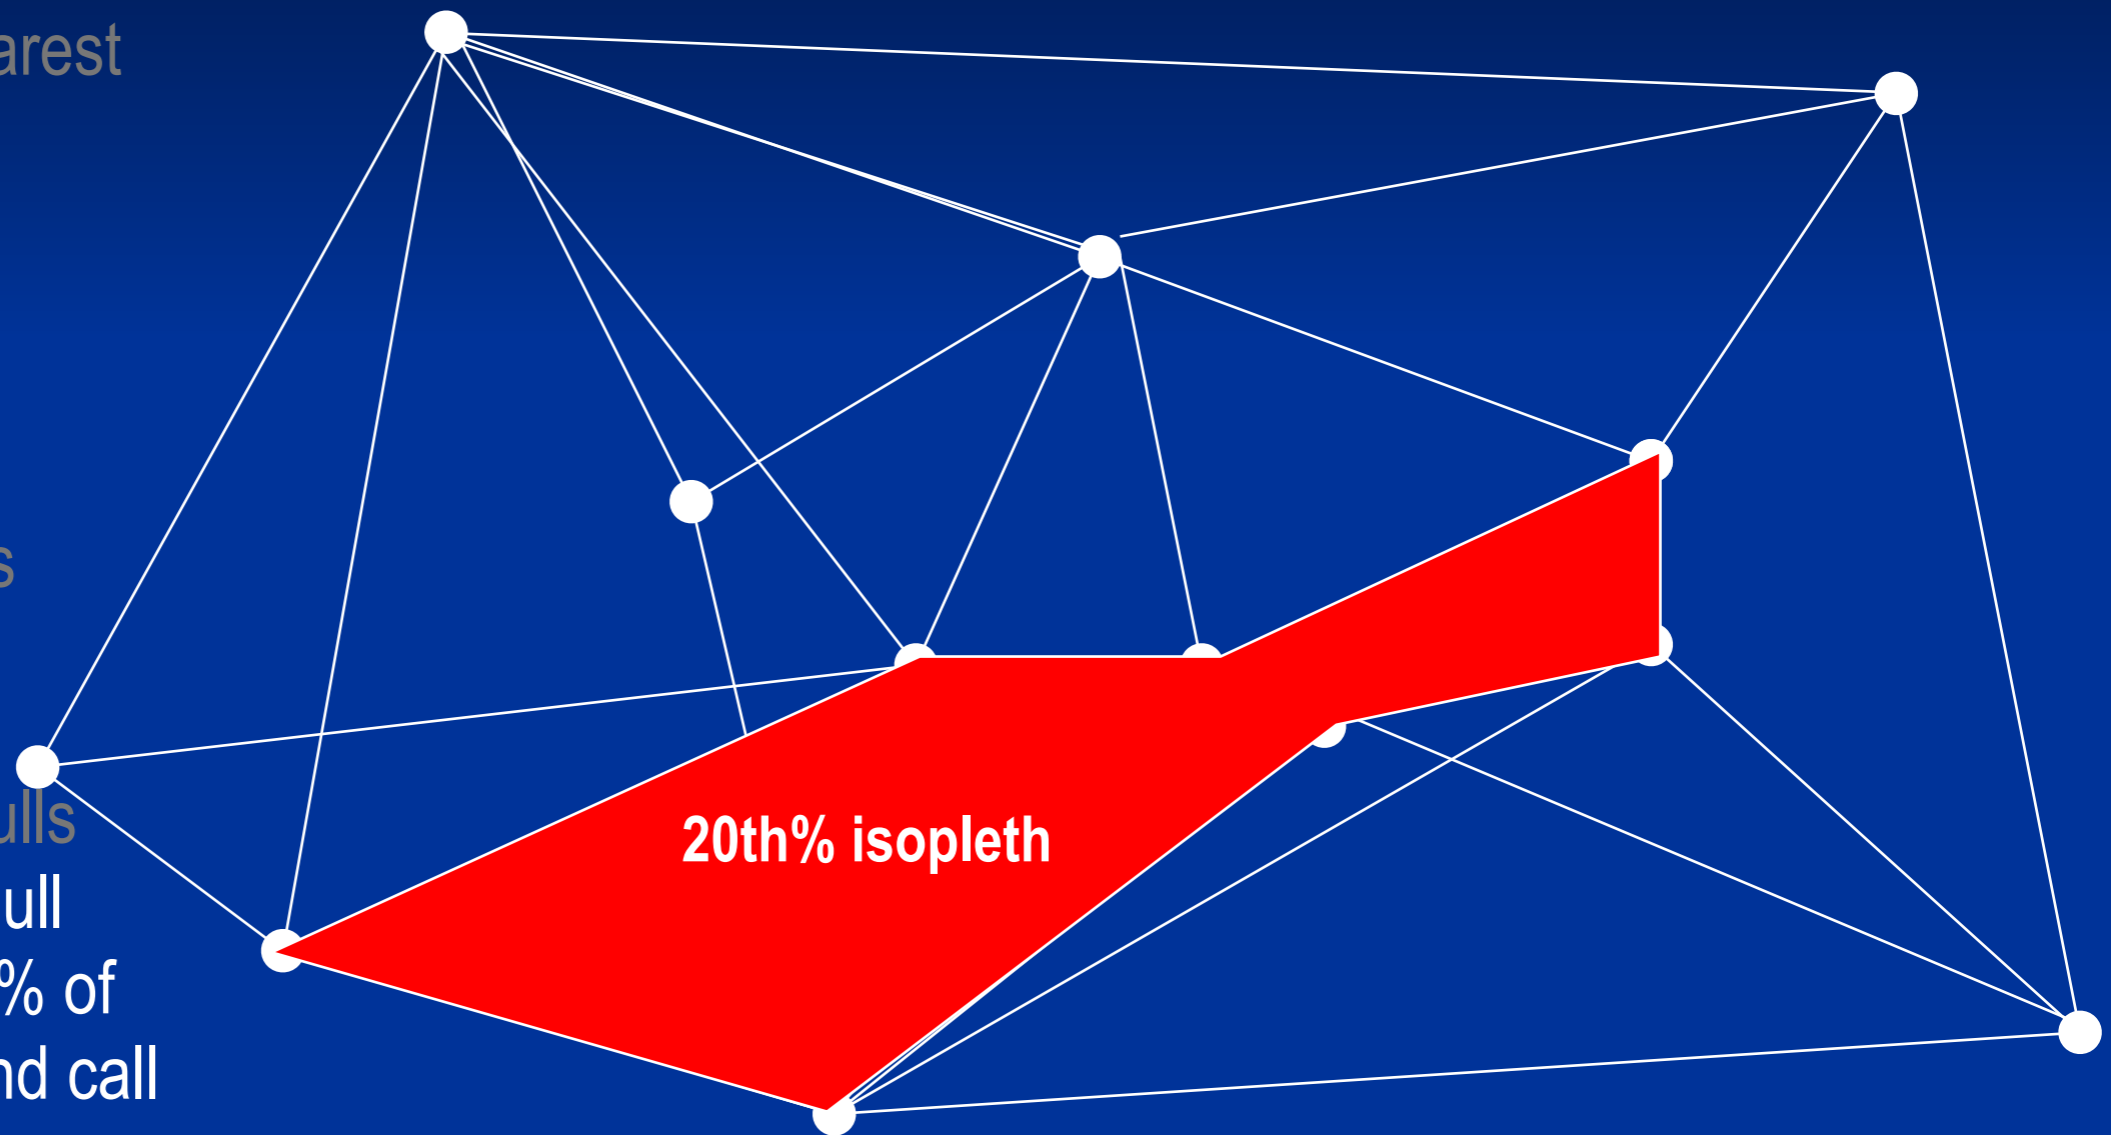 arest
s
ulls
ull
% of
nd call
20th% isopleth